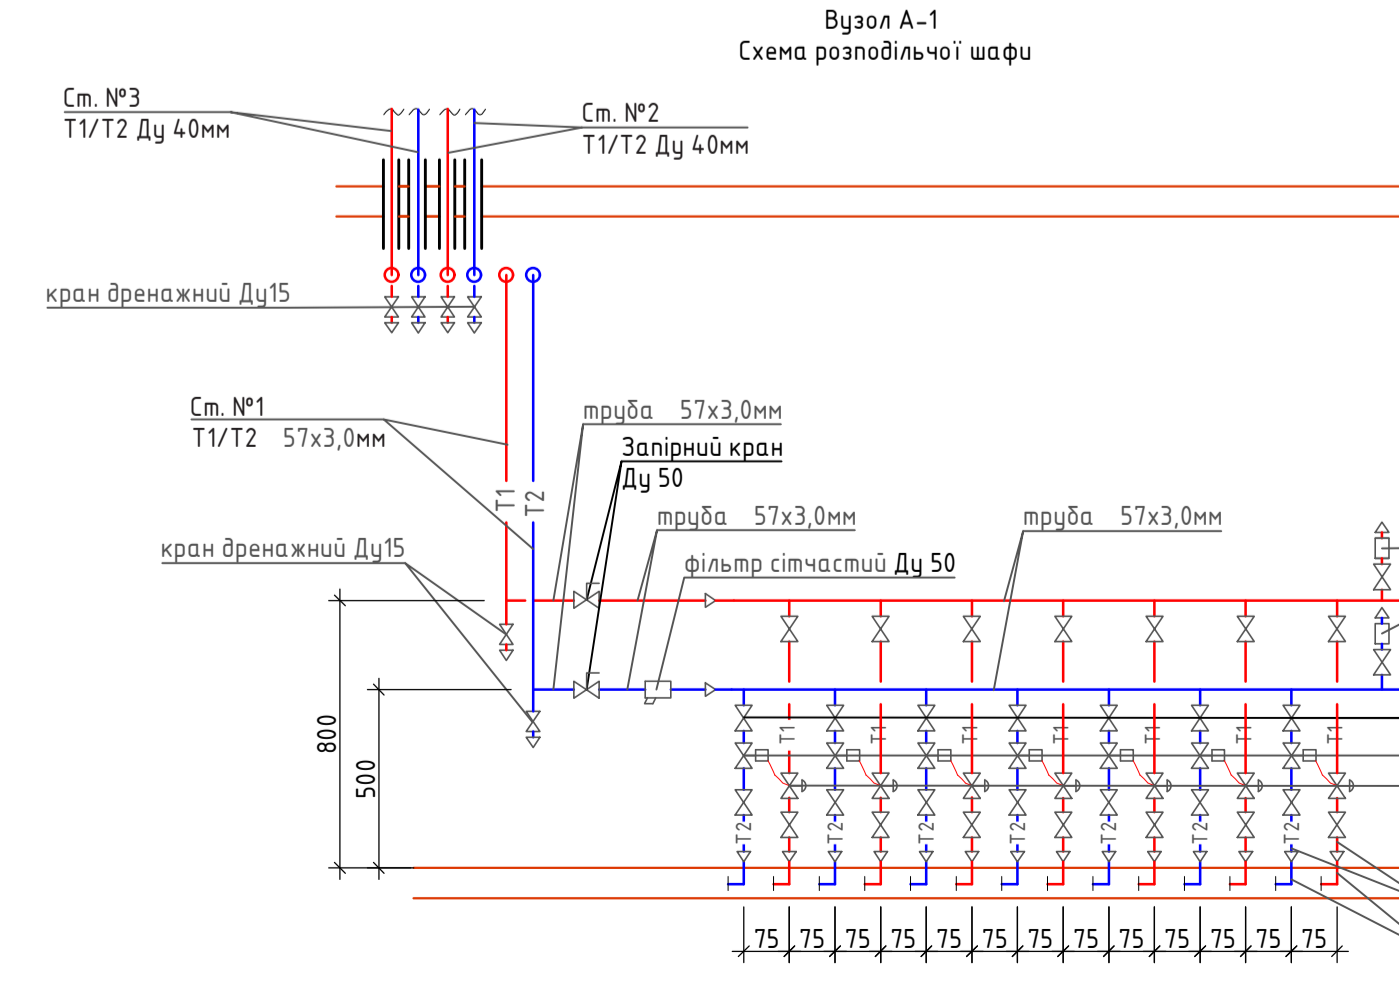 Вузол А-1
Схема розподільчої шафи
Ст. №3
Т1/Т2 Ду 40мм
Ст. №2
Т1/Т2 Ду 40мм
кран дренажний Ду15
Ст. №1
Т1/Т2 57х3,0мм
труба 57х3,0мм
Запірний кран
Ду 50
Т1
Т2
труба 57х3,0мм
труба 57х3,0мм
кран дренажний Ду15
фільтр сітчастий Ду 50
800
500
Т1 Т1 Т1 Т1 Т1 Т1 Т1
Т2 Т2 Т2 Т2 Т2 Т2 Т2
75 75 75 75 75 75 75 75 75 75 75 75 75